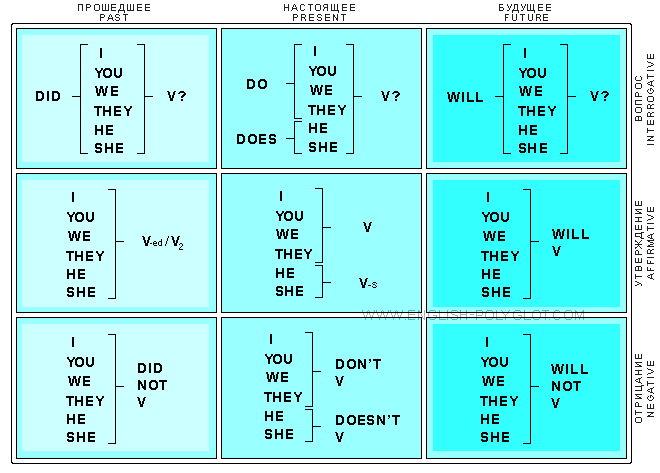 ПРОШЕДШЕЕ
PAST
НАСТОЯЩЕЕ
PRESENT
БУДУЩЕЕ
FUTURE
DID
I
YOU
WE
THEY
HE
SHE
V?
DO
DOES
I
YOU
WE
THEY
HE
SHE
V?
WILL
I
YOU
WE
THEY
HE
SHE
V?
ВОПРОС
INTERROGATIVE
I
YOU
WE
THEY
HE
SHE
V-ed/V2
I
YOU
WE
THEY
V
HE
SHE
V-S
I
YOU
WE
THEY
HE
SHE
WILL
V
УТВЕРЖДЕНИЕ
AFFIRMATIVE
WWW.ENGLISH-POLYGLOT.COM
I
YOU
WE
THEY
HE
SHE
DID
NOT
V
I
YOU
WE
THEY
DON'T
V
HE
SHE
DOESN'T
V
I
YOU
WE
THEY
HE
SHE
WILL
NOT
V
ОТРИЦАНИЕ
NEGATIVE